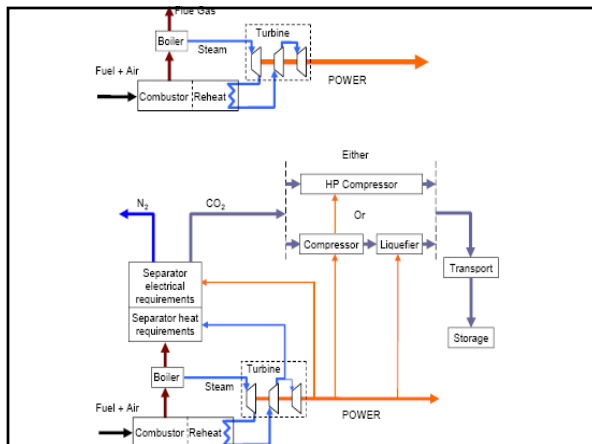 Flue Gas
Turbine
Boiler
Steam
Fuel + Air
POWER
Combustor Reheat
Either
HP Compressor
N₂
CO₂
Or
Compressor
Liquefier
Separator
electrical
requirements
Transport
Separator heat
requirements
Storage
Turbine
Boiler
Steam
Fuel + Air
POWER
Combustor Reheat